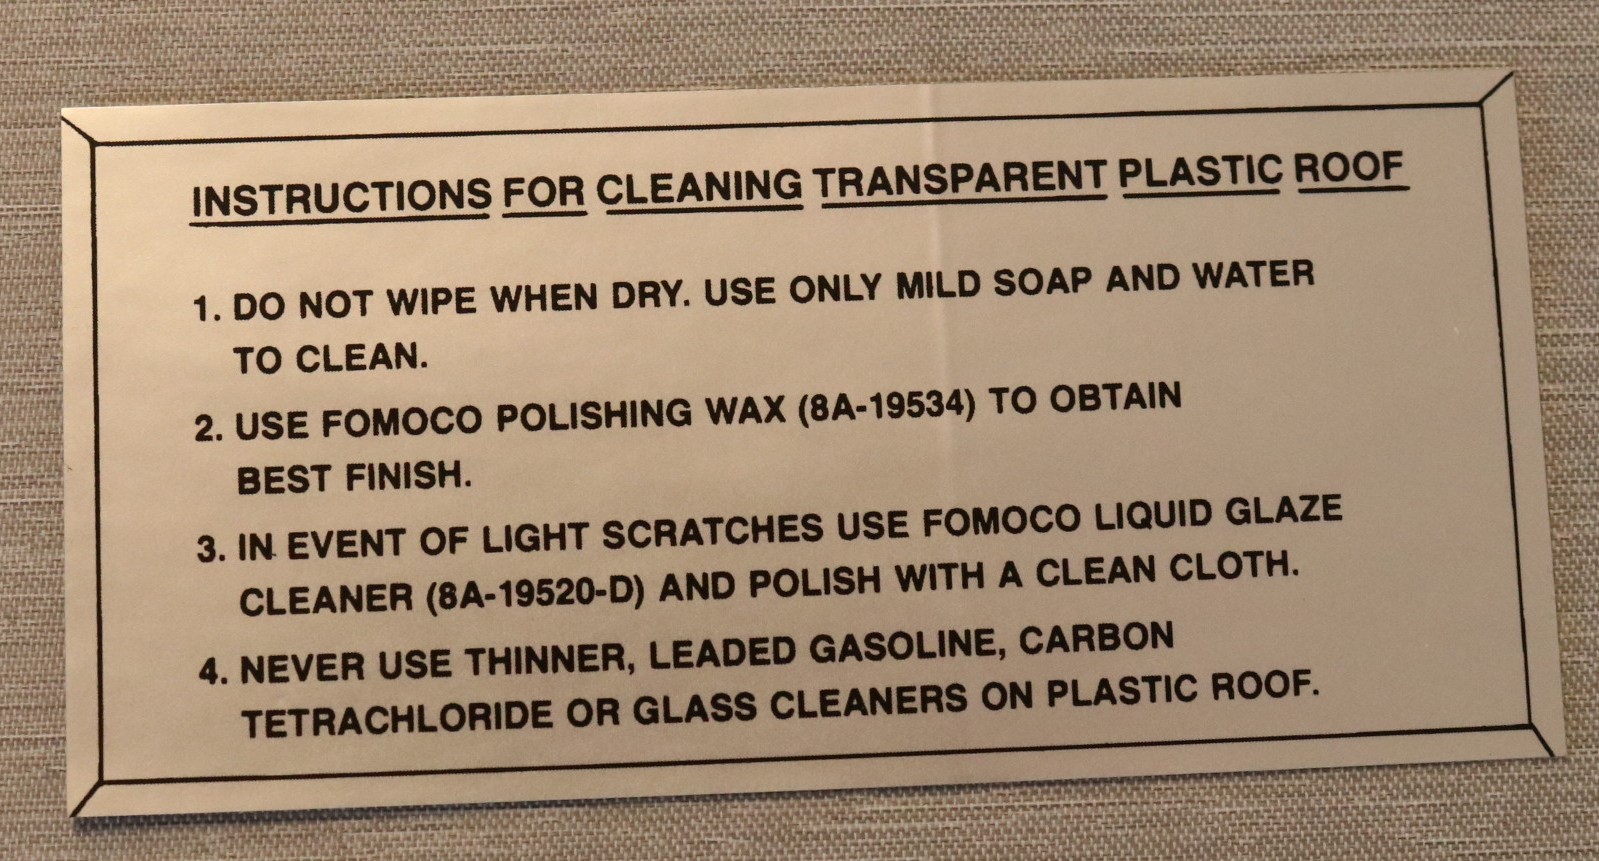 INSTRUCTIONS FOR CLEANING TRANSPARENT PLASTIC ROOF
1. DO NOT WIPE WHEN DRY. USE ONLY MILD SOAP AND WATER
TO CLEAN.
2. USE FOMOCO POLISHING WAX (8A-19534) TO OBTAIN
BEST FINISH.
3. IN EVENT OF LIGHT SCRATCHES USE FOMOCO LIQUID GLAZE
CLEANER (8A-19520-D) AND POLISH WITH A CLEAN CLOTH.
4. NEVER USE THINNER, LEADED GASOLINE, CARBON
TETRACHLORIDE OR GLASS CLEANERS ON PLASTIC ROOF.